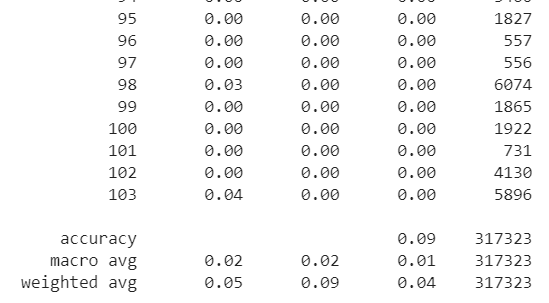 95 0.00 0.00 0.00 1827
96 0.00 0.00 0.00 557
97 0.00 0.00 0.00 556
98 0.03 0.00 0.00 6074
99 0.00 0.00 0.00 1865
100 0.00 0.00 0.00 1922
101 0.00 0.00 0.00 731
102 0.00 0.00 0.00 4130
103 0.04 0.00 0.00 5896
accuracy 0.09 317323
macro avg 0.02 0.02 0.01 317323
weighted avg 0.05 0.09 0.04 317323